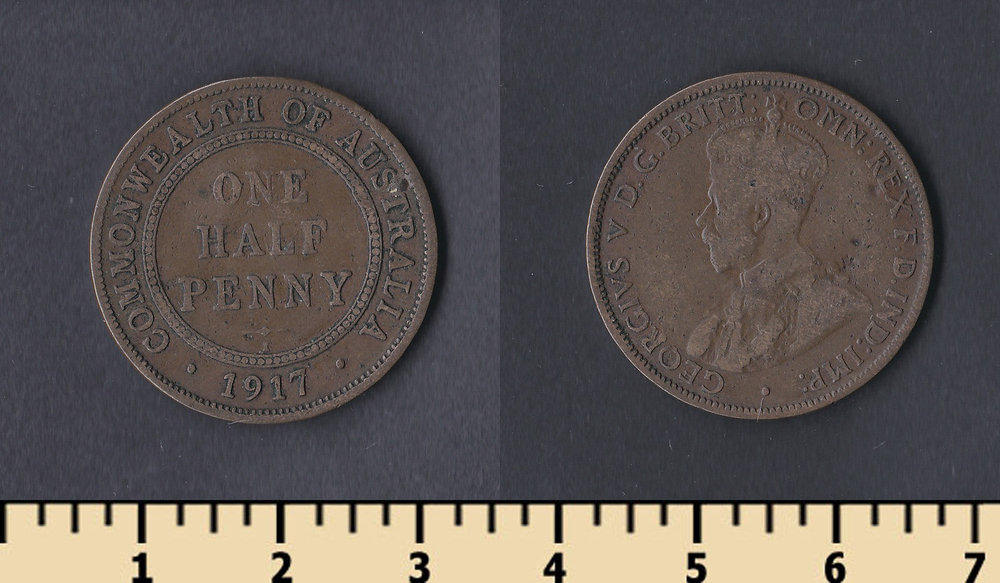 COMMONWEALTH OF AUSTRALIA
ONE
HALF
PENNY
1917
GEORGIVS V D.G.BRITT: OMN: REX F.D.IND:IMP:
1 2 3 4 5 6 7